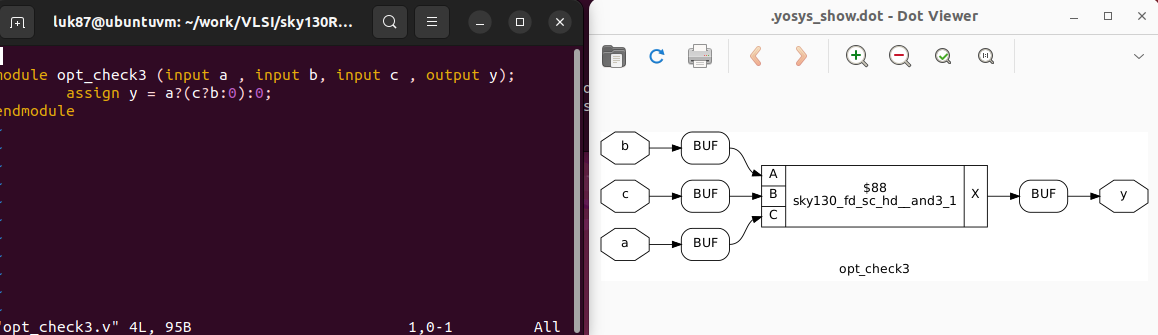 luk87@ubuntuvm: ~/work/VLSI/sky130R...
module opt_check3 (input a , input b, input c , output y);
assign y = a?(c?b:0):0;
endmodule
"opt_check3.v" 4L, 95B 1,0-1 All
.yosys_show.dot - Dot Viewer
b BUF
c BUF
a BUF
A
B
C
$88
sky130_fd_sc_hd__and3_1
X
BUF
y
opt_check3